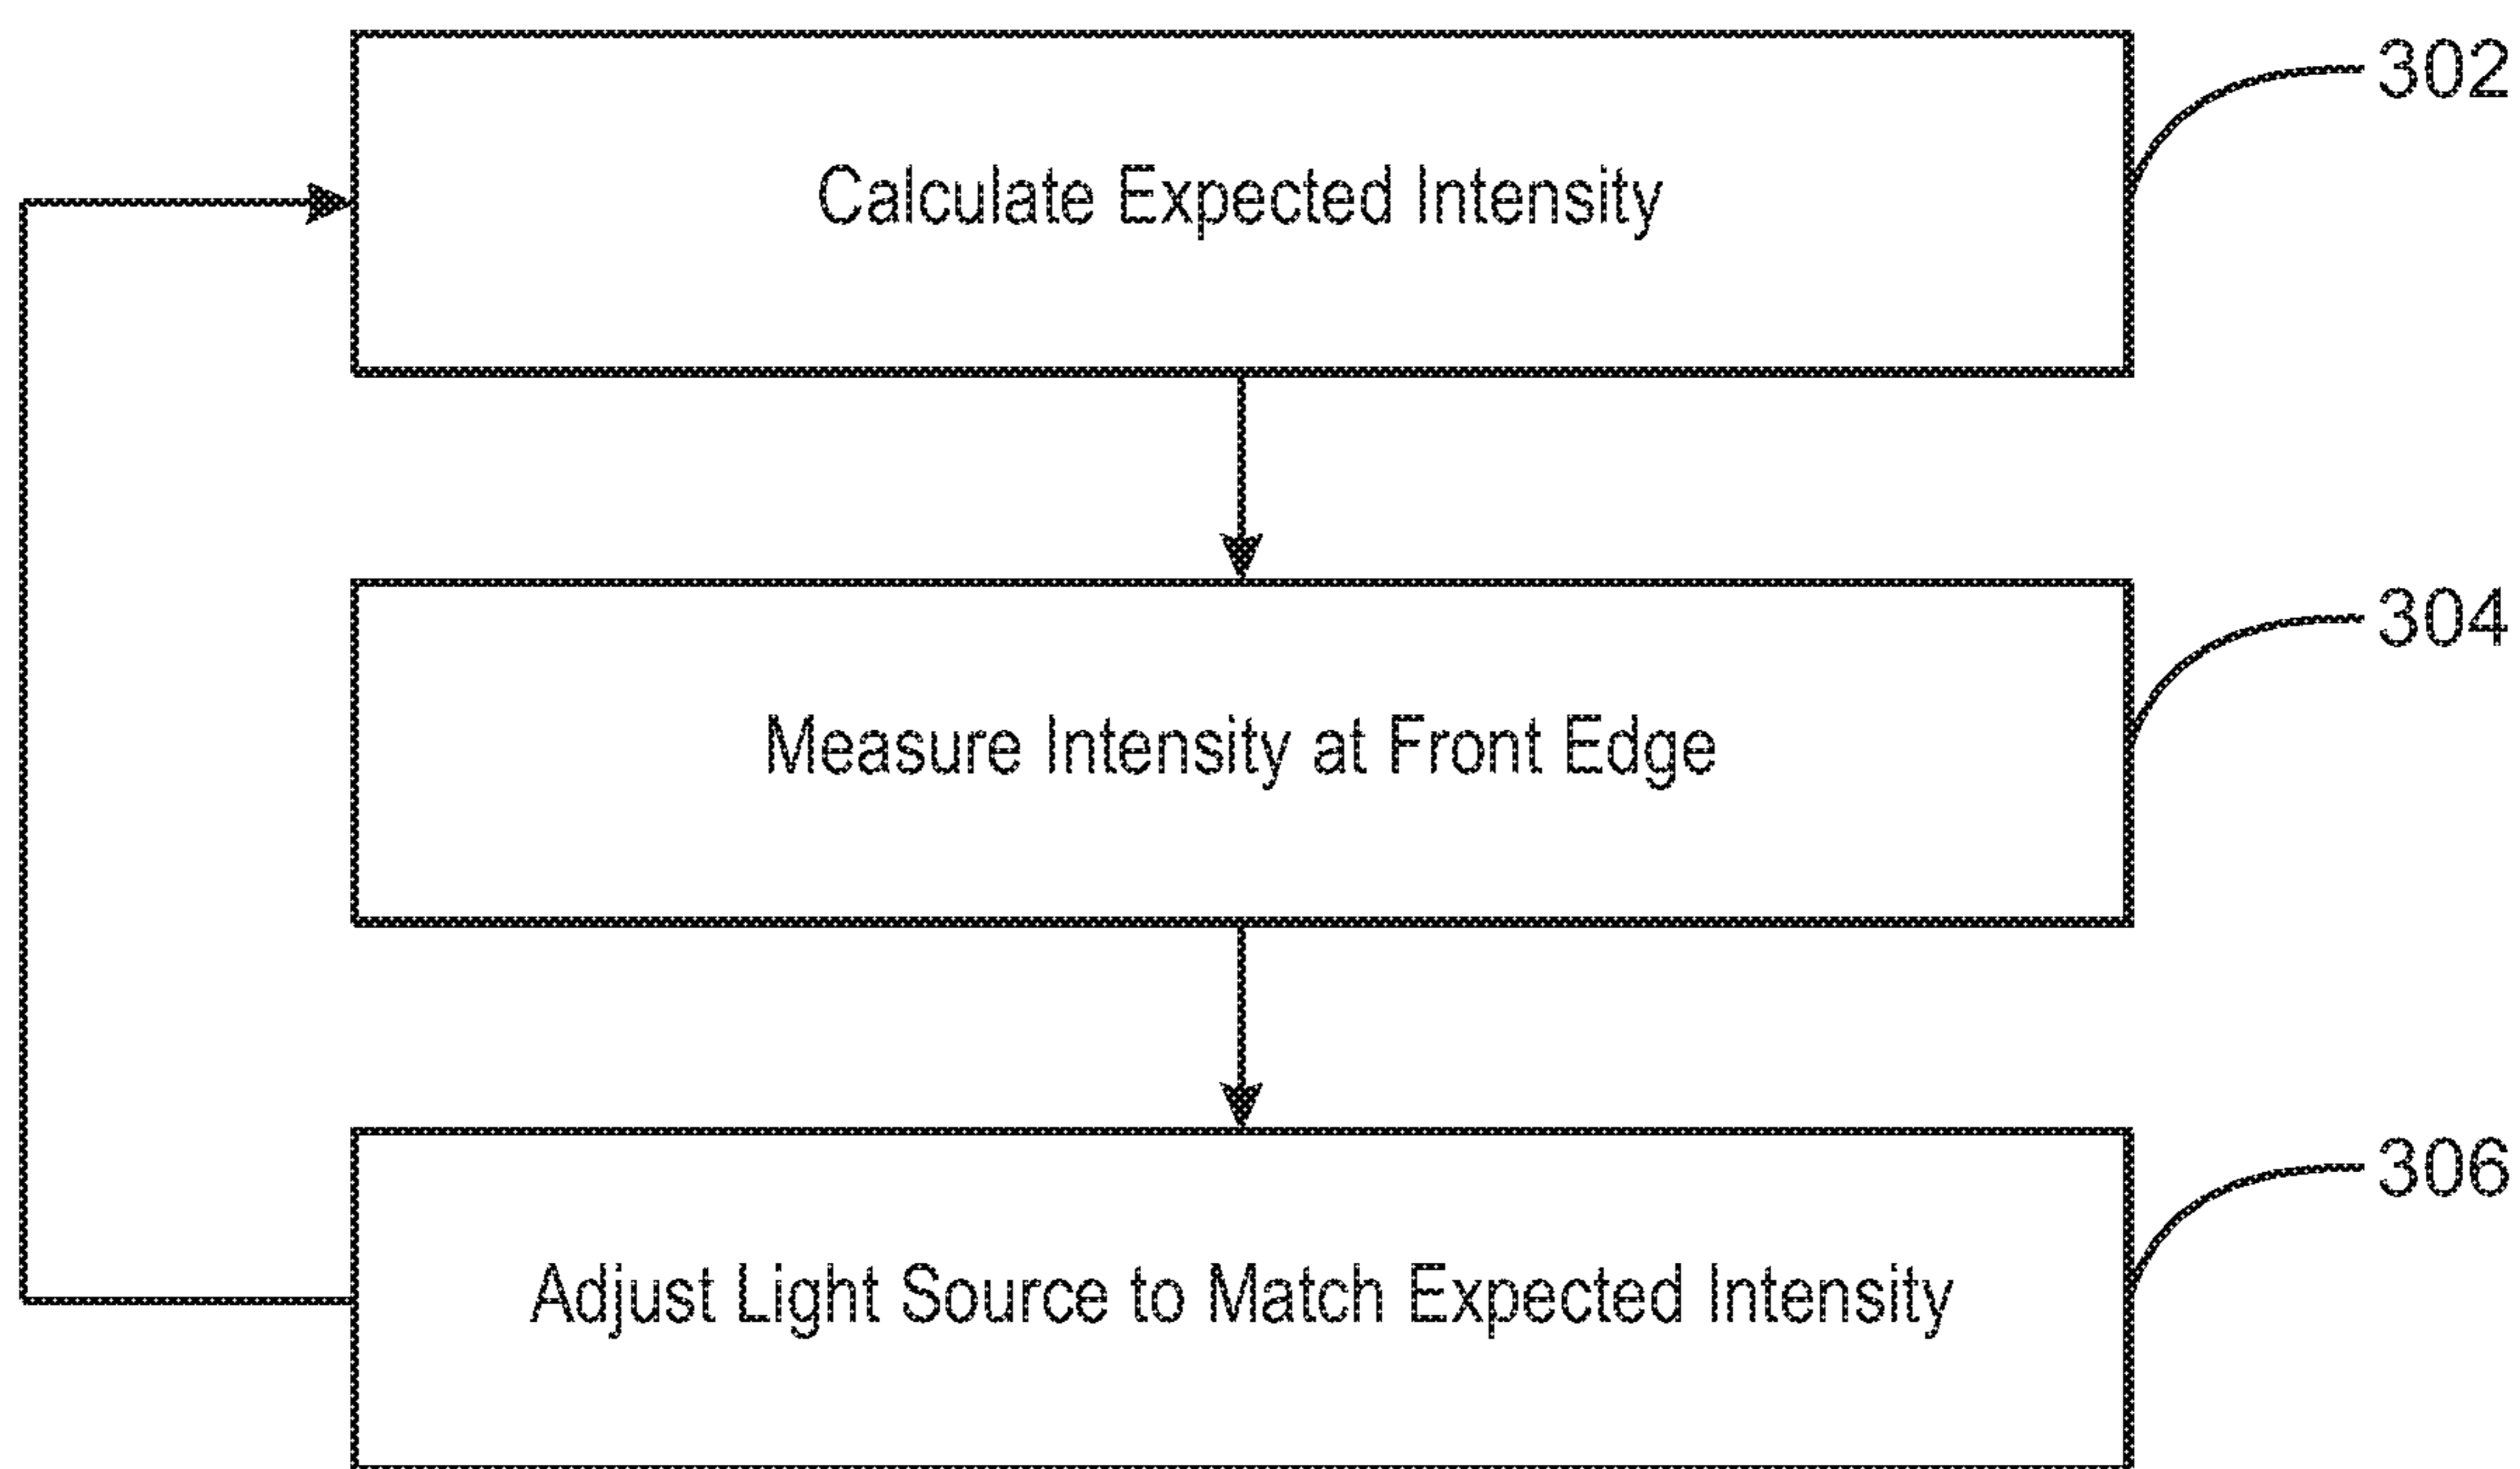 302
Calculate Expected Intensity
304
Measure Intensity at Front Edge
306
Adjust Light Source to Match Expected Intensity